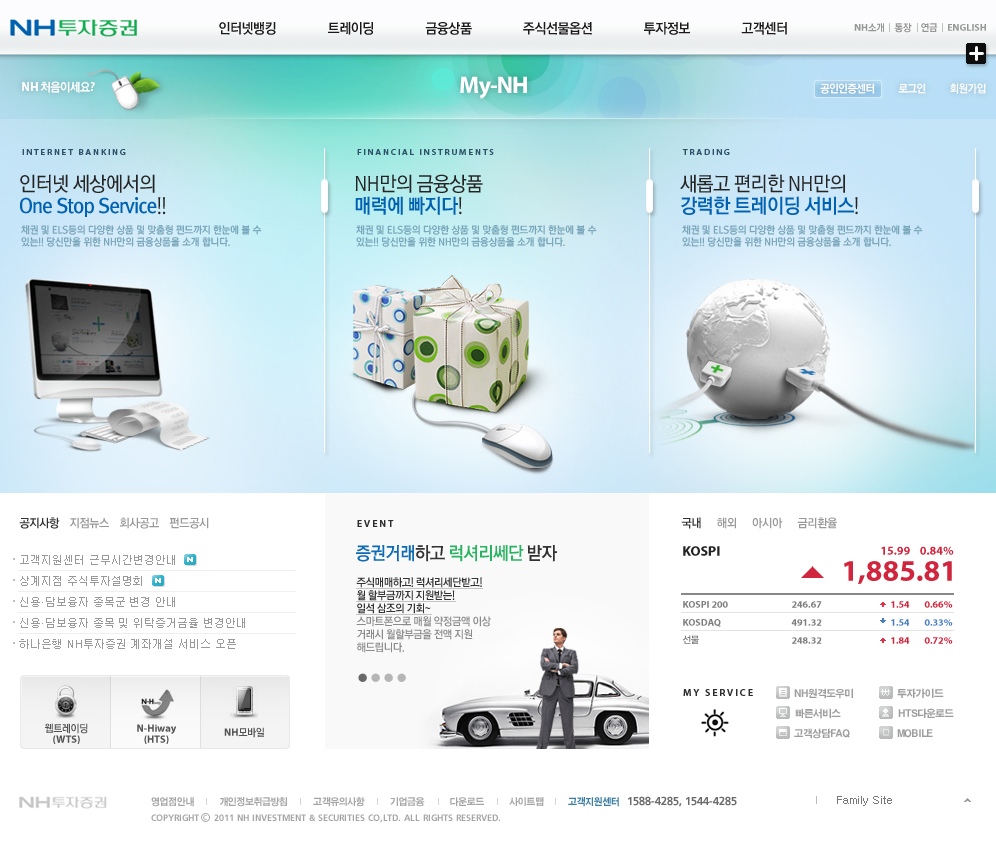 NH투자증권
인터넷뱅킹 트레이딩 금융상품 주식선물옵션 투자정보 고객센터
NH소개 통장 연금 ENGLISH
NH 처음이세요?
My-NH
공인인증센터 로그인 회원가입
INTERNET BANKING
인터넷 세상에서의
One Stop Service!!
채권 및 ELS등의 다양한 상품 및 맞춤형 펀드까지 한눈에 볼 수
있는!! 당신만을 위한 NH만의 금융상품을 소개 합니다.
FINANCIAL INSTRUMENTS
NH만의 금융상품
매력에 빠지다!
채권 및 ELS등의 다양한 상품 및 맞춤형 펀드까지 한눈에 볼 수
있는!! 당신만을 위한 NH만의 금융상품을 소개 합니다.
TRADING
새롭고 편리한 NH만의
강력한 트레이딩 서비스!
채권 및 ELS등의 다양한 상품 및 맞춤형 펀드까지 한눈에 볼 수
있는!! 당신만을 위한 NH만의 금융상품을 소개 합니다.
공지사항 지점뉴스 회사공고 펀드공시
· 고객지원센터 근무시간변경안내 N
· 상계지점 주식투자설명회 N
· 신용·담보융자 종목군 변경 안내
· 신용·담보융자 종목 및 위탁증거금율 변경안내
· 하나은행 NH투자증권 계좌개설 서비스 오픈
웹트레이딩
(WTS)
NH
N-Hiway
(HTS)
NH모바일
EVENT
증권거래하고 럭셔리쎄단 받자
주식매매하고! 럭셔리세단받고!
월 할부금까지 지원받는!
일석 삼조의 기회~
스마트폰으로 매월 약정금액 이상
거래시 월할부금을 전액 지원
해드립니다.
국내 해외 아시아 금리환율
KOSPI 15.99 0.84%
1,885.81
KOSPI 200 246.67 1.54 0.66%
KOSDAQ 491.32 1.54 0.33%
선물 248.32 1.84 0.72%
MY SERVICE
NH원격도우미 투자가이드
빠른서비스 HTS다운로드
고객상담FAQ MOBILE
NH투자증권
영업점안내 개인정보취급방침 고객유의사항 기업금융 다운로드 사이트맵 고객지원센터 1588-4285, 1544-4285
Family Site
COPYRIGHT© 2011 NH INVESTMENT & SECURITIES CO,LTD. ALL RIGHTS RESERVED.